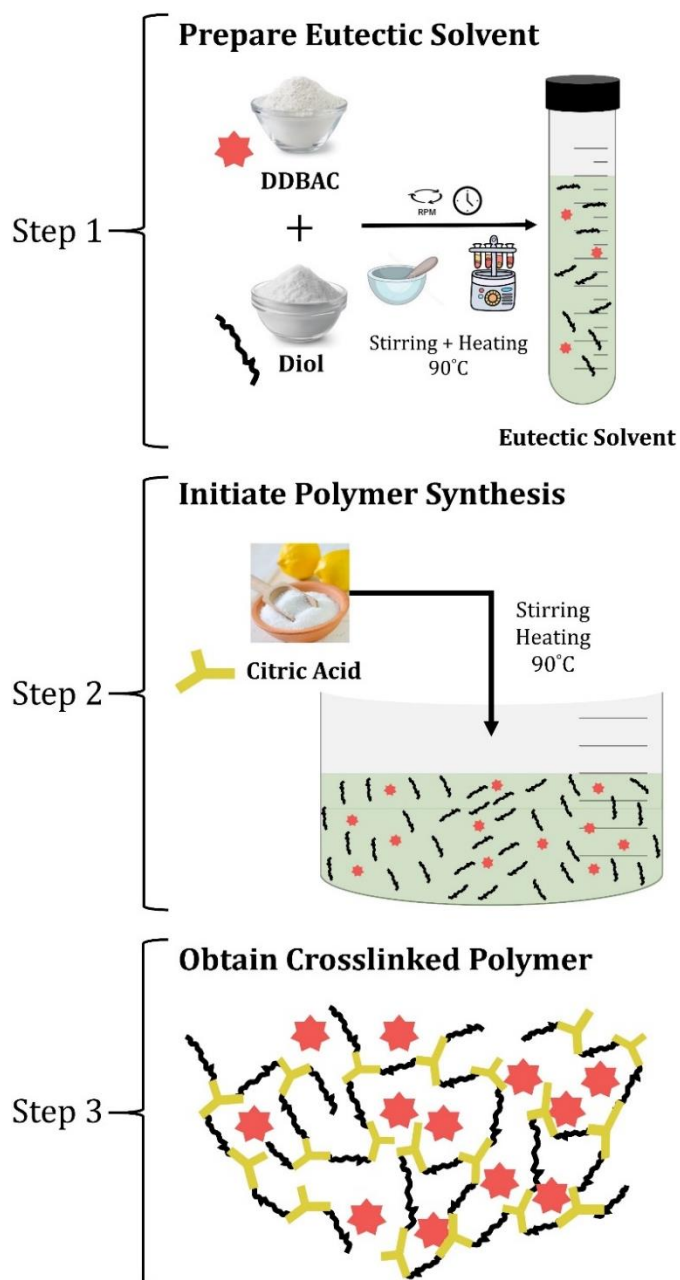 Prepare Eutectic Solvent
Step 1
DDBAC
+
Diol
RPM
Stirring + Heating
90°C
Eutectic Solvent
Initiate Polymer Synthesis
Step 2
Citric Acid
Stirring
Heating
90°C
Obtain Crosslinked Polymer
Step 3